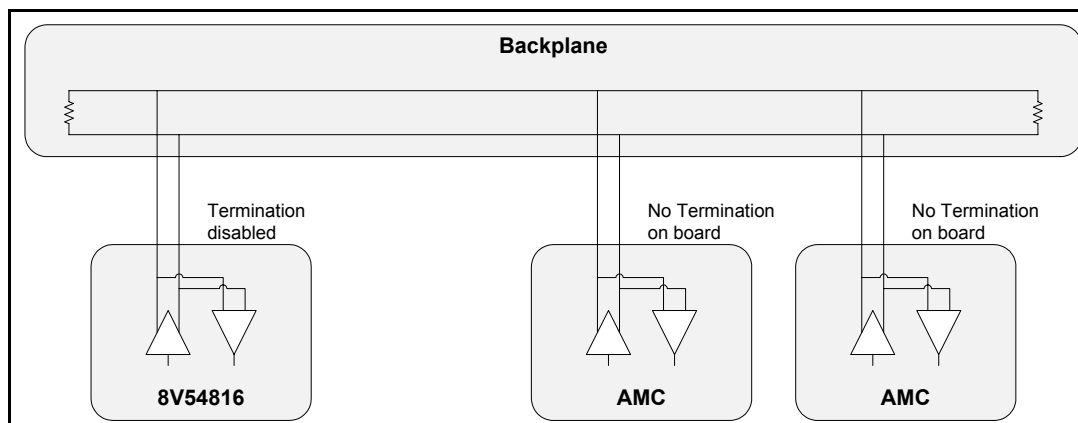 Backplane
Termination
disabled
No Termination
on board
No Termination
on board
8V54816
AMC
AMC